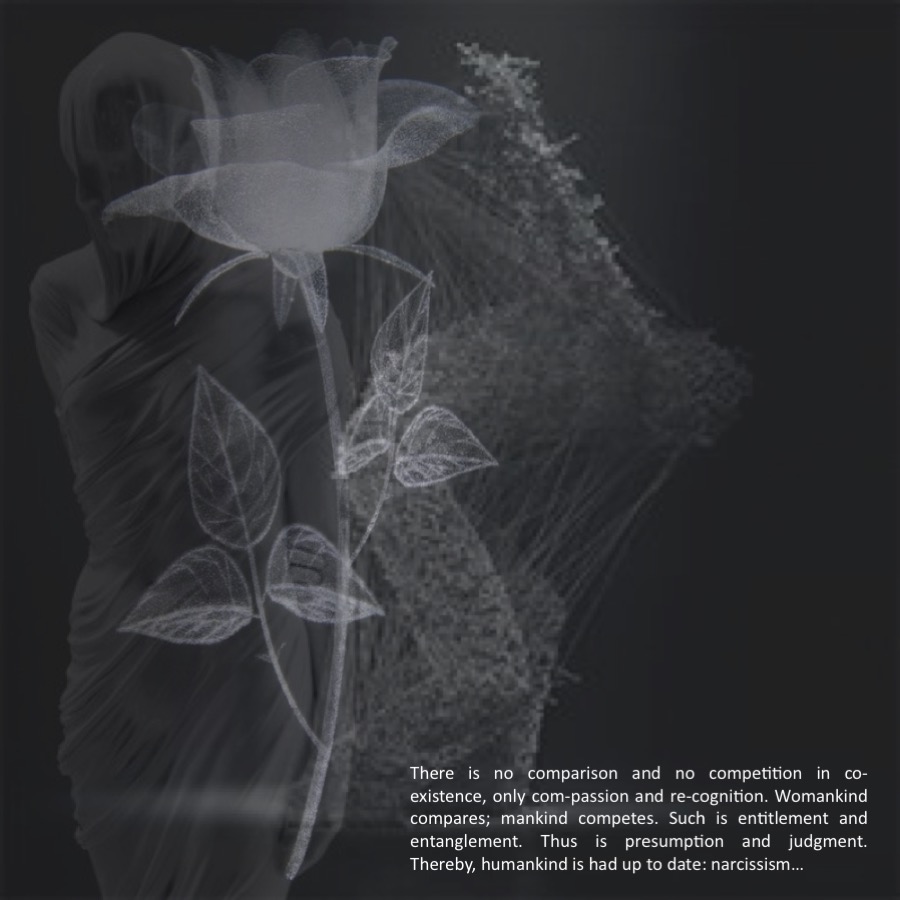 There is no comparison and no competition in co-
existence, only com-passion and re-cognition. Womankind
compares; mankind competes. Such is entitlement and
entanglement. Thus is presumption and judgment.
Thereby, humankind is had up to date: narcissism…